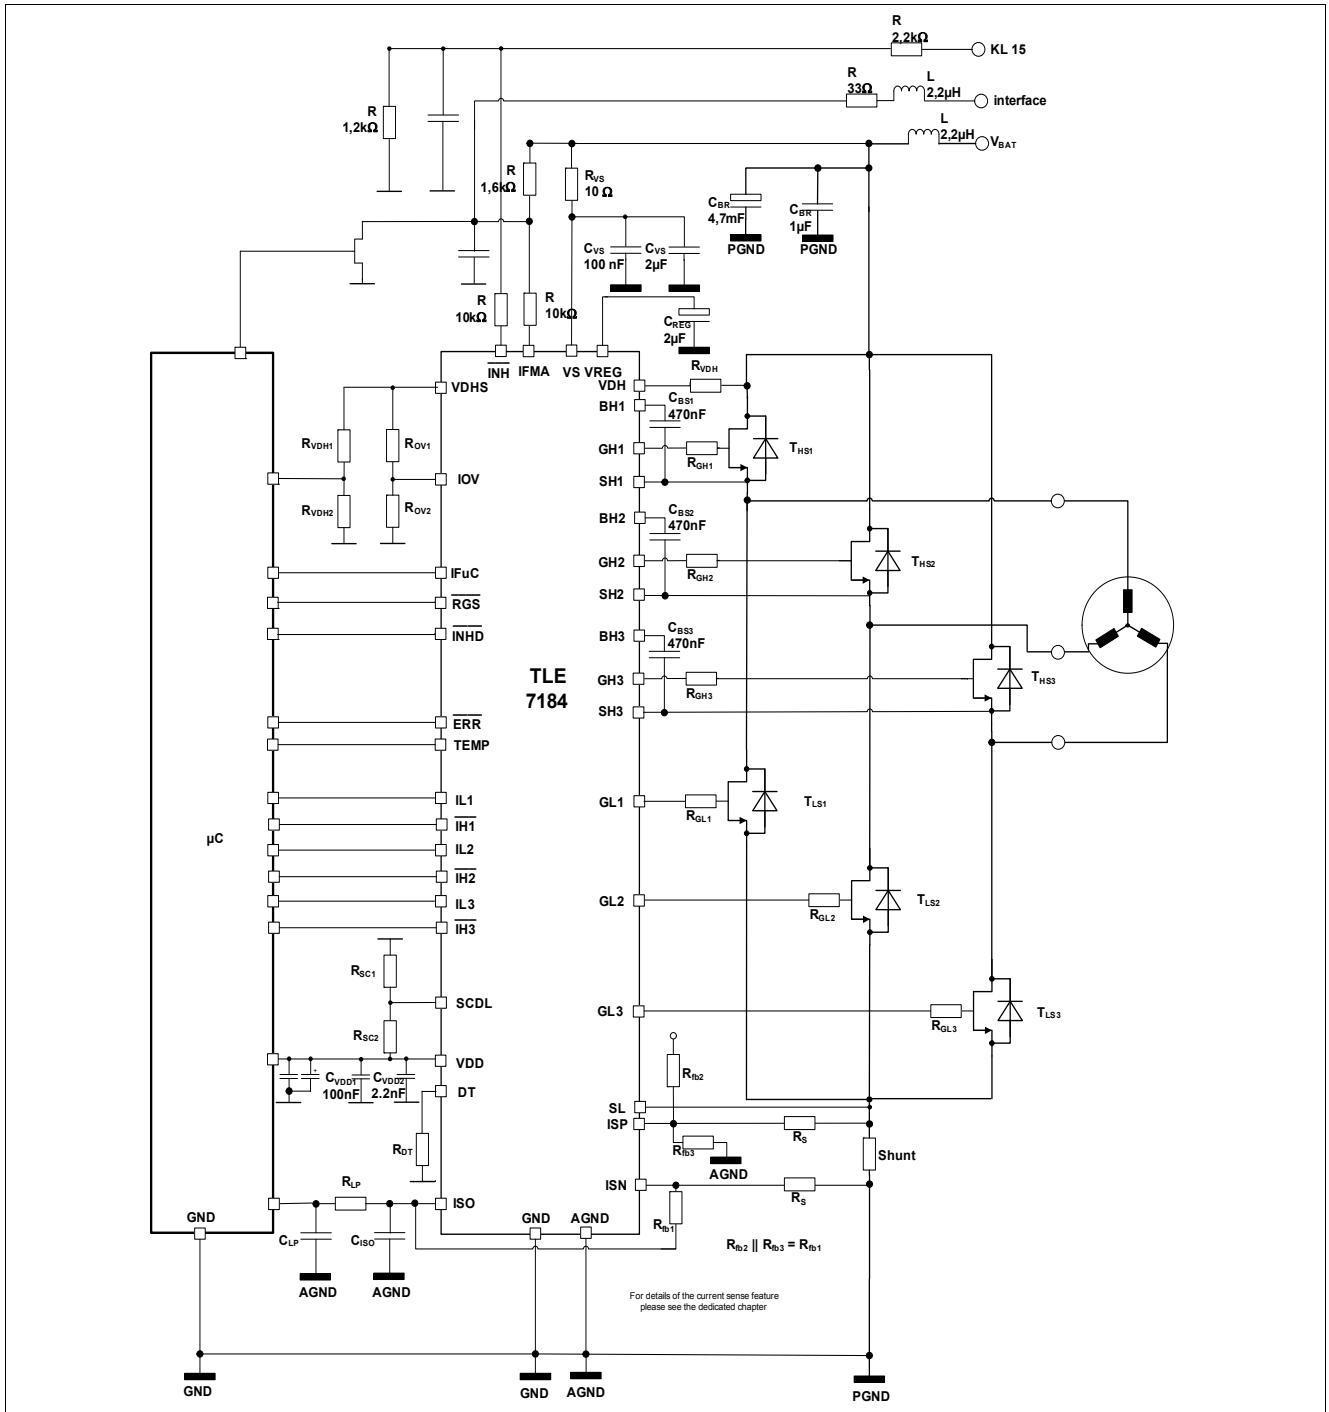 R
2,2kΩ
KL 15
R
33Ω
L
2,2µH
interface
R
1,2kΩ
L
2,2µH
VBAT
R
1,6kΩ
RVS
10 Ω
CBR
4,7mF
PGND
CBR
1µF
PGND
CVS
100 nF
CVS
2µF
R
10kΩ
R
10kΩ
CREG
2µF
INH
IFMA
VS
VREG
RVDH
VDHS
VDH
BH1
CBS1
470nF
RVDH1
ROV1
GH1
RGH1
THS1
IOV
SH1
RVDH2
ROV2
BH2
CBS2
470nF
GH2
RGH2
THS2
IFuC
SH2
RGS
INHD
BH3
CBS3
470nF
TLE
7184
GH3
RGH3
THS3
SH3
ERR
TEMP
IL1
GL1
RGL1
TLS1
IH1
µC
IL2
IH2
IL3
GL2
RGL2
TLS2
IH3
RSC1
SCDL
GL3
RGL3
TLS3
RSC2
VDD
CVDD1
100nF
CVDD2
2.2nF
Rfb2
DT
SL
ISP
RS
RDT
Rfb3
AGND
Shunt
RLP
ISN
RS
ISO
GND
GND
AGND
Rfb1
CLP
CISO
Rfb2 || Rfb3 = Rfb1
AGND
AGND
For details of the current sense feature
please see the dedicated chapter
GND
GND
AGND
PGND